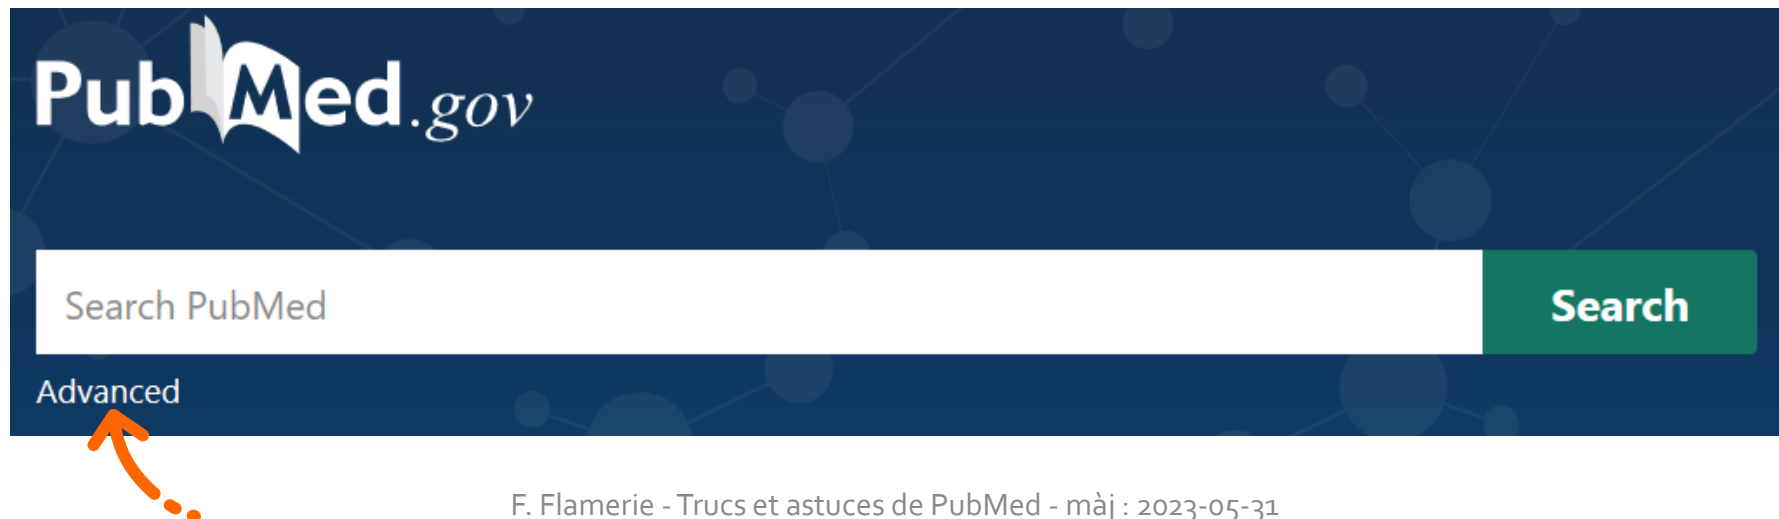 PubMed.gov
Search PubMed
Search
Advanced
F. Flamerie - Trucs et astuces de PubMed - màj : 2023-05-31